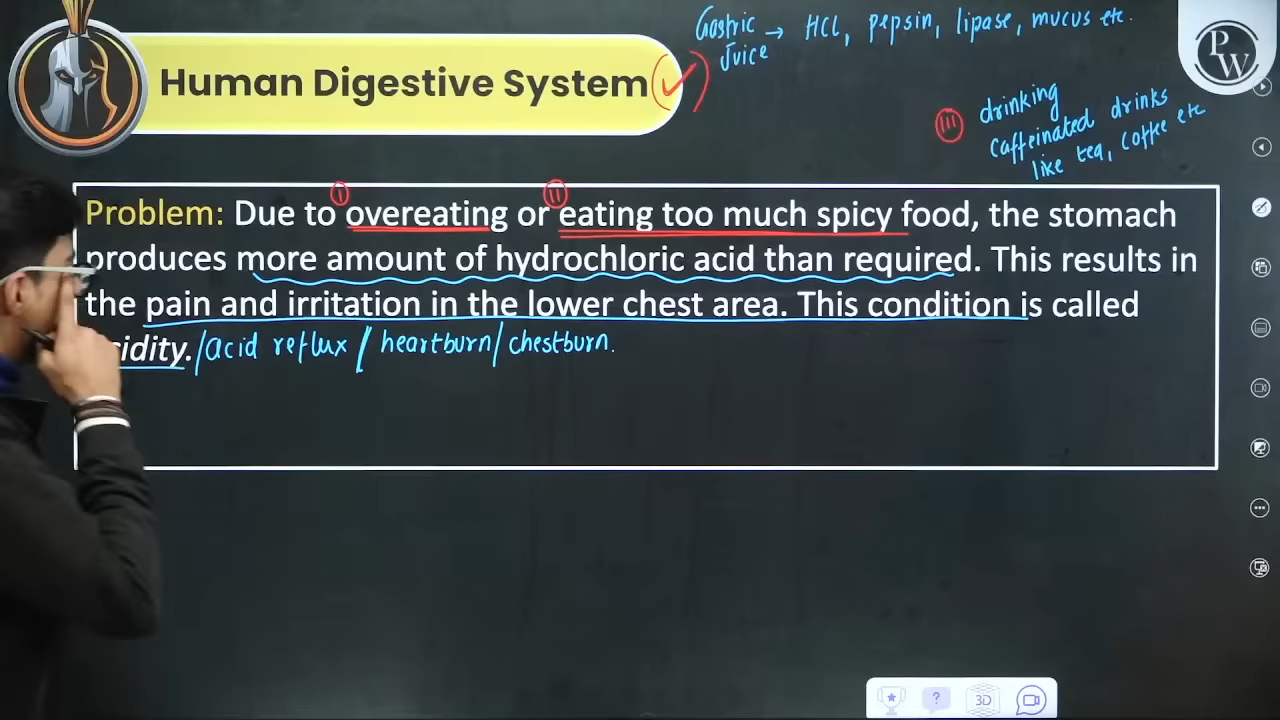 Gastric → HCl, pepsin, lipase, mucus etc.
Juice
PW
Human Digestive System
III drinking
caffeinated drinks
like tea, coffee etc
I II
Problem: Due to overeating or eating too much spicy food, the stomach
produces more amount of hydrochloric acid than required. This results in
the pain and irritation in the lower chest area. This condition is called
acidity./acid reflux / heartburn/ chestburn.
?
3D